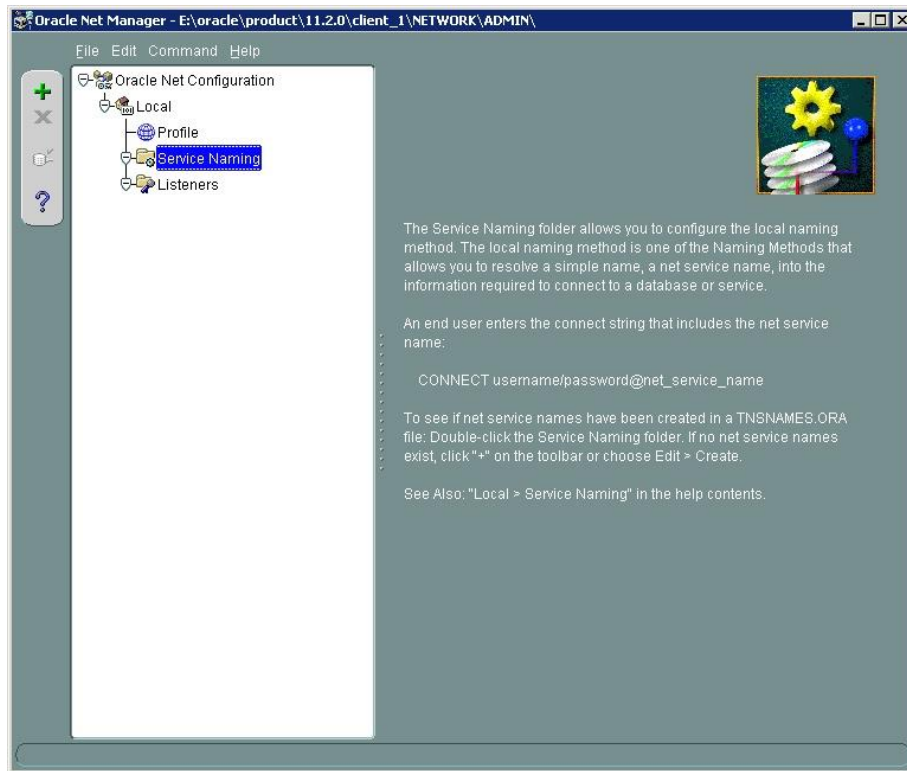 Oracle Net Manager - E:\oracle\product\11.2.0\client_1\NETWORK\ADMIN\
File Edit Command Help
Oracle Net Configuration
Local
Profile
Service Naming
Listeners
The Service Naming folder allows you to configure the local naming
method. The local naming method is one of the Naming Methods that
allows you to resolve a simple name, a net service name, into the
information required to connect to a database or service.
An end user enters the connect string that includes the net service
name:
CONNECT username/password@net_service_name
To see if net service names have been created in a TNSNAMES.ORA
file: Double-click the Service Naming folder. If no net service names
exist, click "+" on the toolbar or choose Edit > Create.
See Also: "Local > Service Naming" in the help contents.